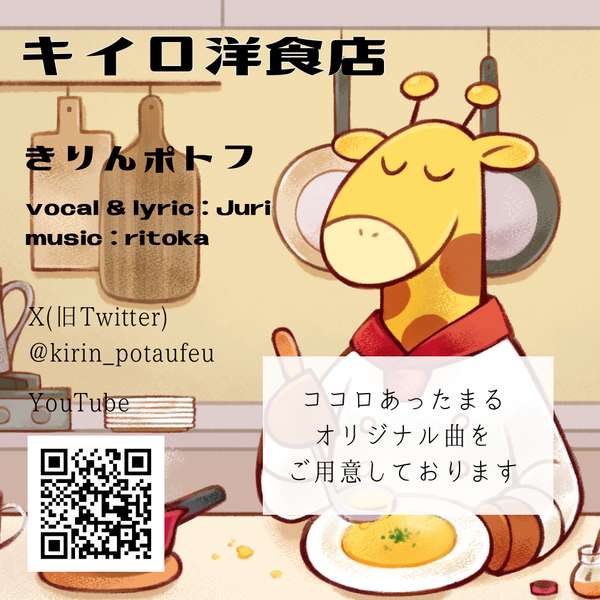 キイロ洋食店
きりんポトフ
vocal & lyric：Juri
music：ritoka
X(旧Twitter)
@kirin_potaufeu
YouTube
ココロあったまる
オリジナル曲を
ご用意しております